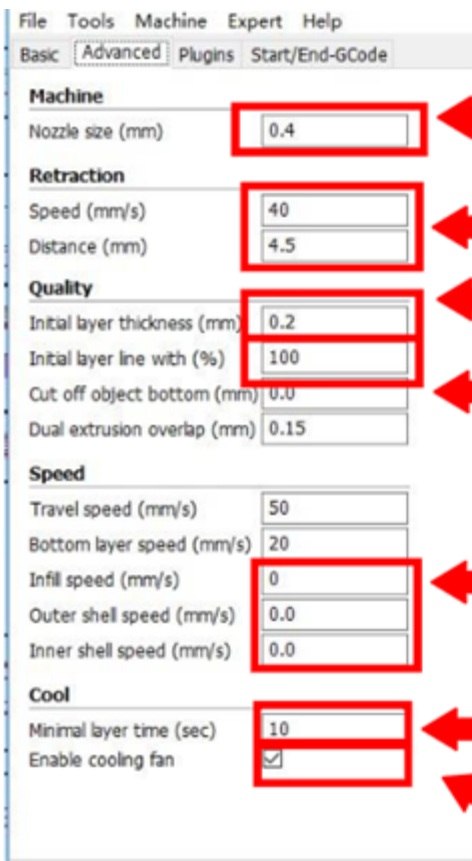 File Tools Machine Expert Help
Basic Advanced Plugins Start/End-GCode
Machine
Nozzle size (mm) 0.4
Retraction
Speed (mm/s) 40
Distance (mm) 4.5
Quality
Initial layer thickness (mm) 0.2
Initial layer line with (%) 100
Cut off object bottom (mm) 0.0
Dual extrusion overlap (mm) 0.15
Speed
Travel speed (mm/s) 50
Bottom layer speed (mm/s) 20
Infill speed (mm/s) 0
Outer shell speed (mm/s) 0.0
Inner shell speed (mm/s) 0.0
Cool
Minimal layer time (sec) 10
Enable cooling fan